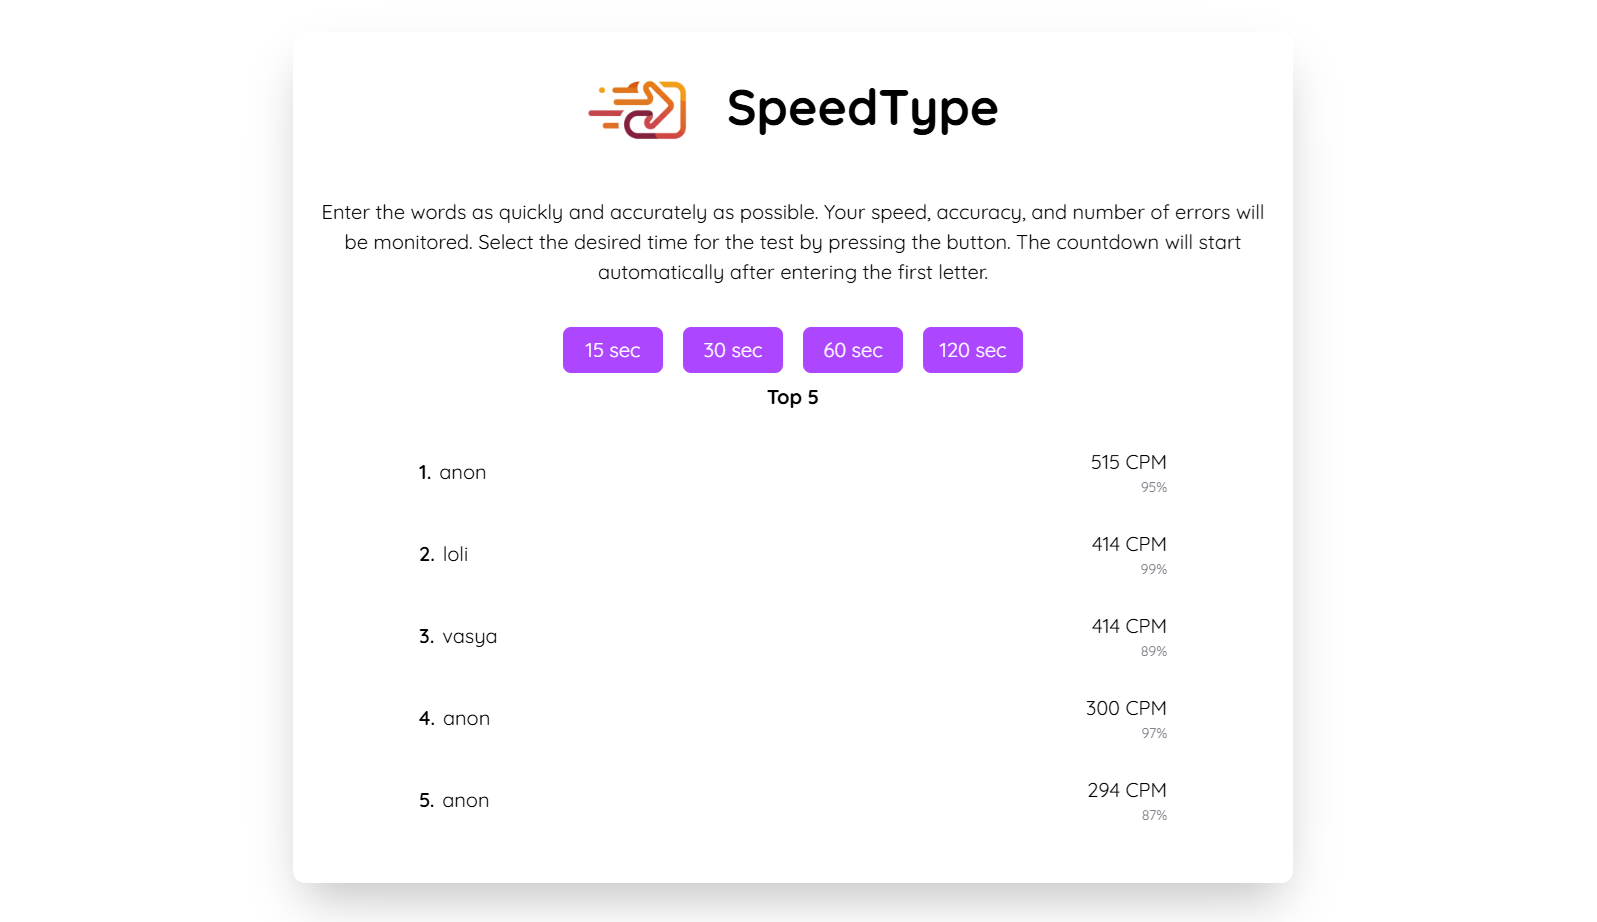 SpeedType
Enter the words as quickly and accurately as possible. Your speed, accuracy, and number of errors will
be monitored. Select the desired time for the test by pressing the button. The countdown will start
automatically after entering the first letter.
15 sec 30 sec 60 sec 120 sec
Top 5
1. anon 515 CPM
95%
2. loli 414 CPM
99%
3. vasya 414 CPM
89%
4. anon 300 CPM
97%
5. anon 294 CPM
87%